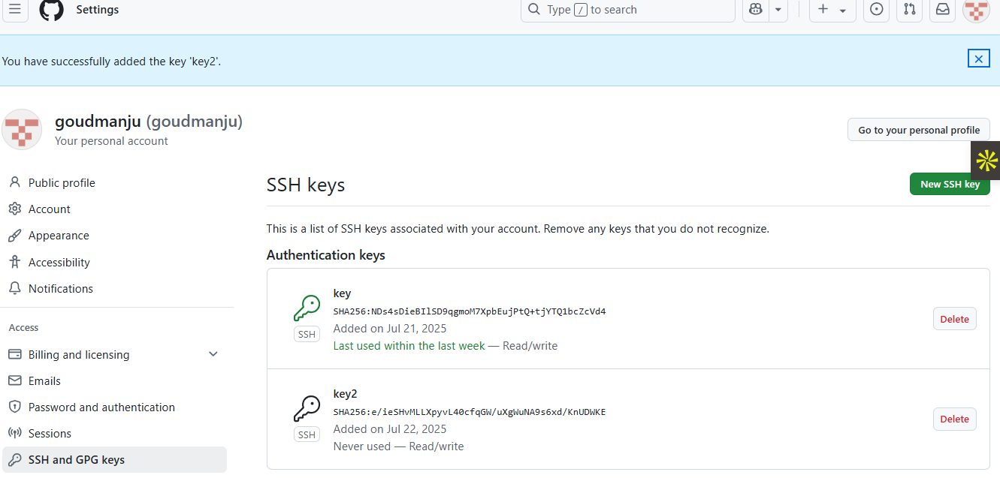 Settings
Type / to search
You have successfully added the key 'key2'.
goudmanju (goudmanju)
Your personal account
Go to your personal profile
Public profile
Account
Appearance
Accessibility
Notifications
Access
Billing and licensing
Emails
Password and authentication
Sessions
SSH and GPG keys
SSH keys
New SSH key
This is a list of SSH keys associated with your account. Remove any keys that you do not recognize.
Authentication keys
key
SHA256:NDs4sDieBIlSD9qgmoM7XpbEujPtQ+tjYTQ1bcZcVd4
Added on Jul 21, 2025
Last used within the last week — Read/write
SSH
Delete
key2
SHA256:e/ieSHvMLLXpyvL40cfqGW/uXgWuNA9s6xd/KnUDWKE
Added on Jul 22, 2025
Never used — Read/write
SSH
Delete